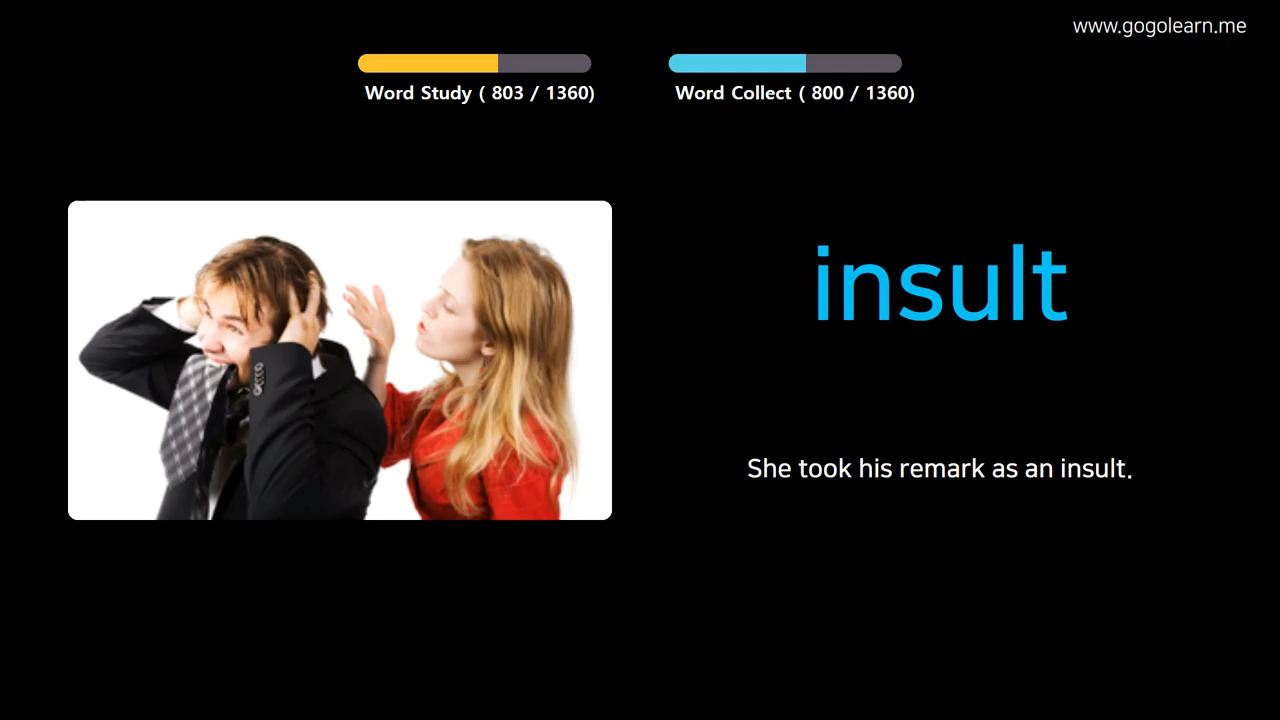 www.gogolearn.me
Word Study ( 803 / 1360)
Word Collect ( 800 / 1360)
insult
She took his remark as an insult.